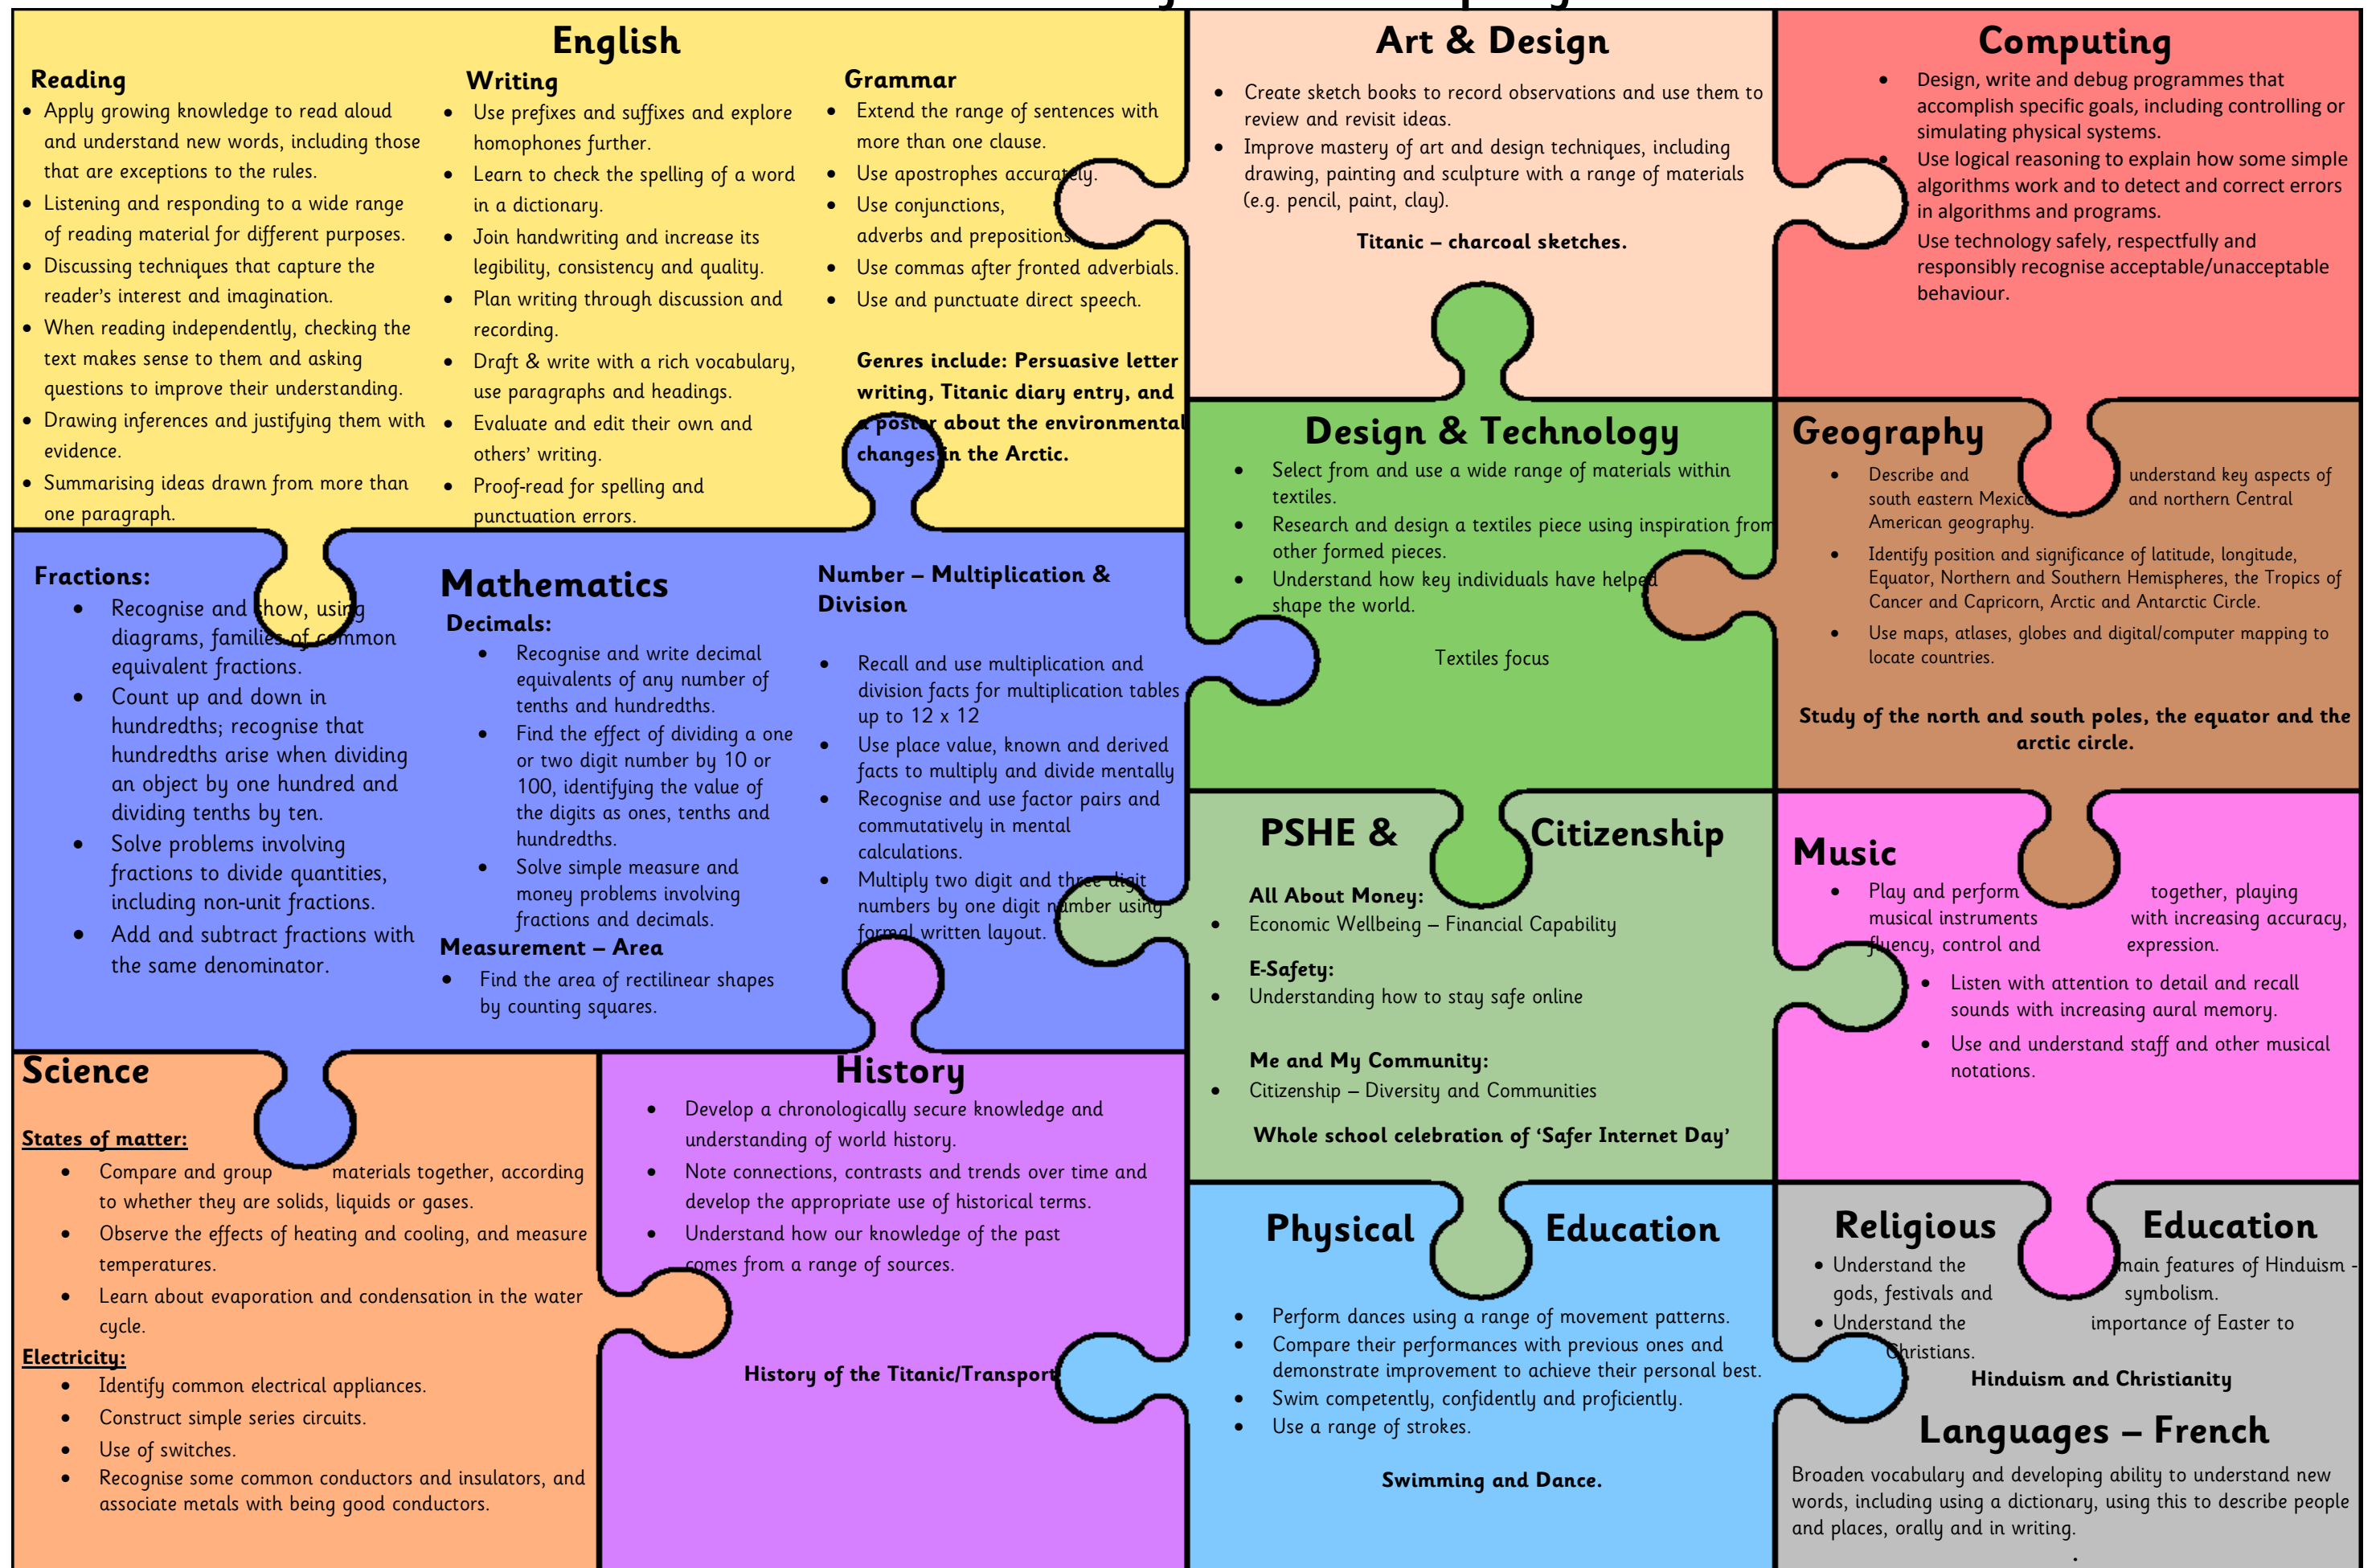 English
Reading
• Apply growing knowledge to read aloud
and understand new words, including those
that are exceptions to the rules.
• Listening and responding to a wide range
of reading material for different purposes.
• Discussing techniques that capture the
reader's interest and imagination.
• When reading independently, checking the
text makes sense to them and asking
questions to improve their understanding.
• Drawing inferences and justifying them with
evidence.
• Summarising ideas drawn from more than
one paragraph.
Writing
• Use prefixes and suffixes and explore
homophones further.
• Learn to check the spelling of a word
in a dictionary.
• Join handwriting and increase its
legibility, consistency and quality.
• Plan writing through discussion and
recording.
• Draft & write with a rich vocabulary,
use paragraphs and headings.
• Evaluate and edit their own and
others' writing.
• Proof-read for spelling and
punctuation errors.
Grammar
• Extend the range of sentences with
more than one clause.
• Use apostrophes accurately.
• Use conjunctions,
adverbs and prepositions.
• Use commas after fronted adverbials.
• Use and punctuate direct speech.
Genres include: Persuasive letter
writing, Titanic diary entry, and
a poster about the environmental
changes in the Arctic.
Art & Design
• Create sketch books to record observations and use them to
review and revisit ideas.
• Improve mastery of art and design techniques, including
drawing, painting and sculpture with a range of materials
(e.g. pencil, paint, clay).
Titanic – charcoal sketches.
Computing
• Design, write and debug programmes that
accomplish specific goals, including controlling or
simulating physical systems.
• Use logical reasoning to explain how some simple
algorithms work and to detect and correct errors
in algorithms and programs.
Use technology safely, respectfully and
responsibly recognise acceptable/unacceptable
behaviour.
Fractions:
• Recognise and show, using
diagrams, families of common
equivalent fractions.
• Count up and down in
hundredths; recognise that
hundredths arise when dividing
an object by one hundred and
dividing tenths by ten.
• Solve problems involving
fractions to divide quantities,
including non-unit fractions.
• Add and subtract fractions with
the same denominator.
Mathematics
Decimals:
• Recognise and write decimal
equivalents of any number of
tenths and hundredths.
• Find the effect of dividing a one
or two digit number by 10 or
100, identifying the value of
the digits as ones, tenths and
hundredths.
• Solve simple measure and
money problems involving
fractions and decimals.
Measurement – Area
• Find the area of rectilinear shapes
by counting squares.
Number – Multiplication &
Division
• Recall and use multiplication and
division facts for multiplication tables
up to 12 x 12
• Use place value, known and derived
facts to multiply and divide mentally
• Recognise and use factor pairs and
commutatively in mental
calculations.
• Multiply two digit and three digit
numbers by one digit number using
formal written layout.
Design & Technology
• Select from and use a wide range of materials within
textiles.
• Research and design a textiles piece using inspiration from
other formed pieces.
• Understand how key individuals have helped
shape the world.
Textiles focus
Geography
• Describe and understand key aspects of
south eastern Mexico and northern Central
American geography.
• Identify position and significance of latitude, longitude,
Equator, Northern and Southern Hemispheres, the Tropics of
Cancer and Capricorn, Arctic and Antarctic Circle.
• Use maps, atlases, globes and digital/computer mapping to
locate countries.
Study of the north and south poles, the equator and the
arctic circle.
PSHE & Citizenship
All About Money:
• Economic Wellbeing – Financial Capability
E-Safety:
• Understanding how to stay safe online
Me and My Community:
• Citizenship – Diversity and Communities
Whole school celebration of 'Safer Internet Day'
Music
• Play and perform together, playing
musical instruments with increasing accuracy,
fluency, control and expression.
• Listen with attention to detail and recall
sounds with increasing aural memory.
• Use and understand staff and other musical
notations.
Science
States of matter:
• Compare and group materials together, according
to whether they are solids, liquids or gases.
• Observe the effects of heating and cooling, and measure
temperatures.
• Learn about evaporation and condensation in the water
cycle.
Electricity:
• Identify common electrical appliances.
• Construct simple series circuits.
• Use of switches.
• Recognise some common conductors and insulators, and
associate metals with being good conductors.
History
• Develop a chronologically secure knowledge and
understanding of world history.
• Note connections, contrasts and trends over time and
develop the appropriate use of historical terms.
• Understand how our knowledge of the past
comes from a range of sources.
History of the Titanic/Transport
Physical Education
• Perform dances using a range of movement patterns.
• Compare their performances with previous ones and
demonstrate improvement to achieve their personal best.
• Swim competently, confidently and proficiently.
• Use a range of strokes.
Swimming and Dance.
Religious Education
• Understand the main features of Hinduism -
gods, festivals and symbolism.
• Understand the importance of Easter to
Christians.
Hinduism and Christianity
Languages – French
Broaden vocabulary and developing ability to understand new
words, including using a dictionary, using this to describe people
and places, orally and in writing.
.